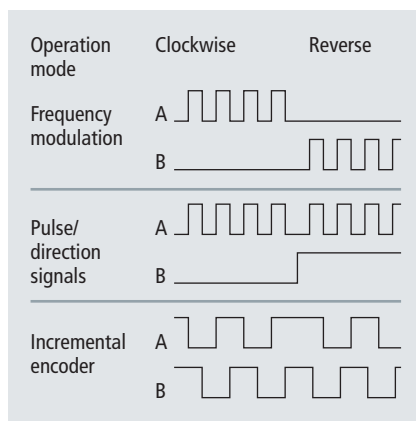 Operation Clockwise Reverse
mode
Frequency A
modulation
B
Pulse/ A
direction
signals B
Incremental A
encoder
B